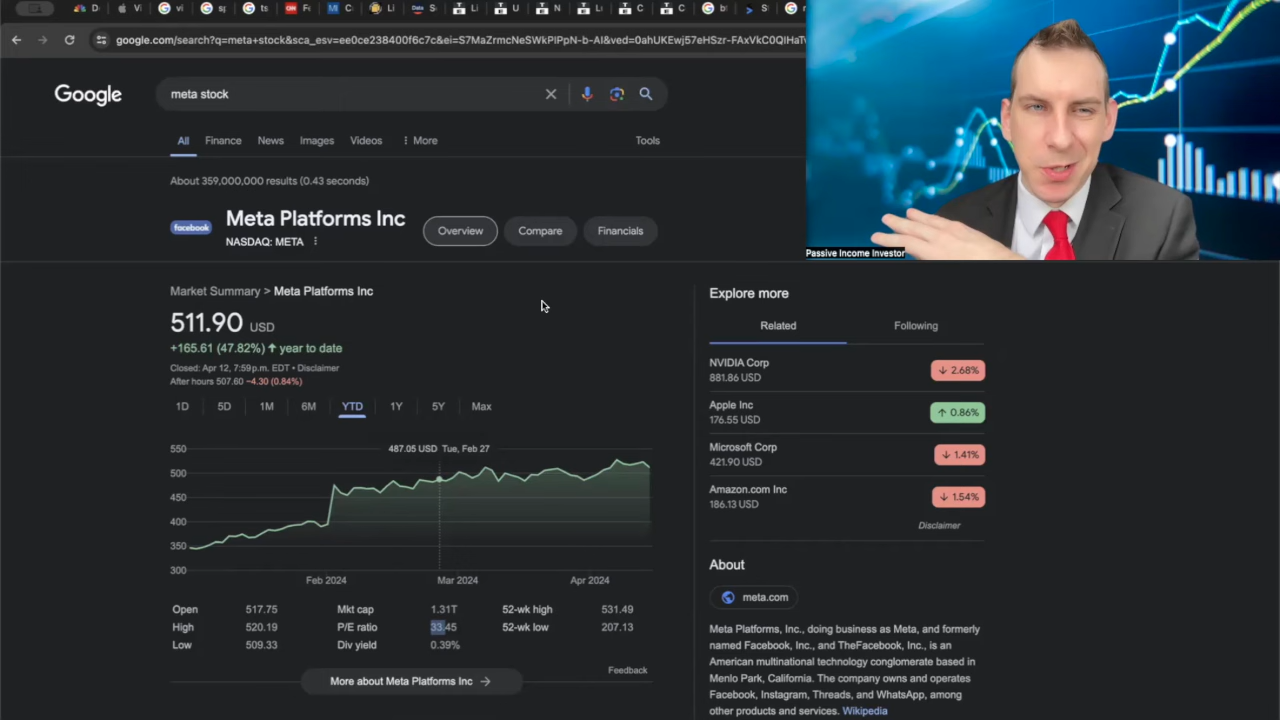 google.com/search?q=meta+stock&sca_esv=ee0ce238400f6c7c&ei=S7MaZrmcNeSWkPIPpN-b-AI&ved=0ahUKEwj57eHSzr-FAxVkC0QIHaTv
Google
meta stock
All Finance News Images Videos More Tools
About 359,000,000 results (0.43 seconds)
facebook
Meta Platforms Inc
NASDAQ: META
Overview Compare Financials
Passive Income Investor
Market Summary > Meta Platforms Inc
511.90 USD
+165.61 (47.82%) ↑ year to date
Closed: Apr 12, 7:59 p.m. EDT • Disclaimer
After hours 507.60 −4.30 (0.84%)
1D 5D 1M 6M YTD 1Y 5Y Max
487.05 USD Tue, Feb 27
550
500
450
400
350
300
Feb 2024 Mar 2024 Apr 2024
Open 517.75 Mkt cap 1.31T 52-wk high 531.49
High 520.19 P/E ratio 33.45 52-wk low 207.13
Low 509.33 Div yield 0.39%
Feedback
More about Meta Platforms Inc →
Explore more
Related Following
NVIDIA Corp
881.86 USD
↓ 2.68%
Apple Inc
176.55 USD
↑ 0.86%
Microsoft Corp
421.90 USD
↓ 1.41%
Amazon.com Inc
186.13 USD
↓ 1.54%
Disclaimer
About
meta.com
Meta Platforms, Inc., doing business as Meta, and formerly
named Facebook, Inc., and TheFacebook, Inc., is an
American multinational technology conglomerate based in
Menlo Park, California. The company owns and operates
Facebook, Instagram, Threads, and WhatsApp, among
other products and services. Wikipedia